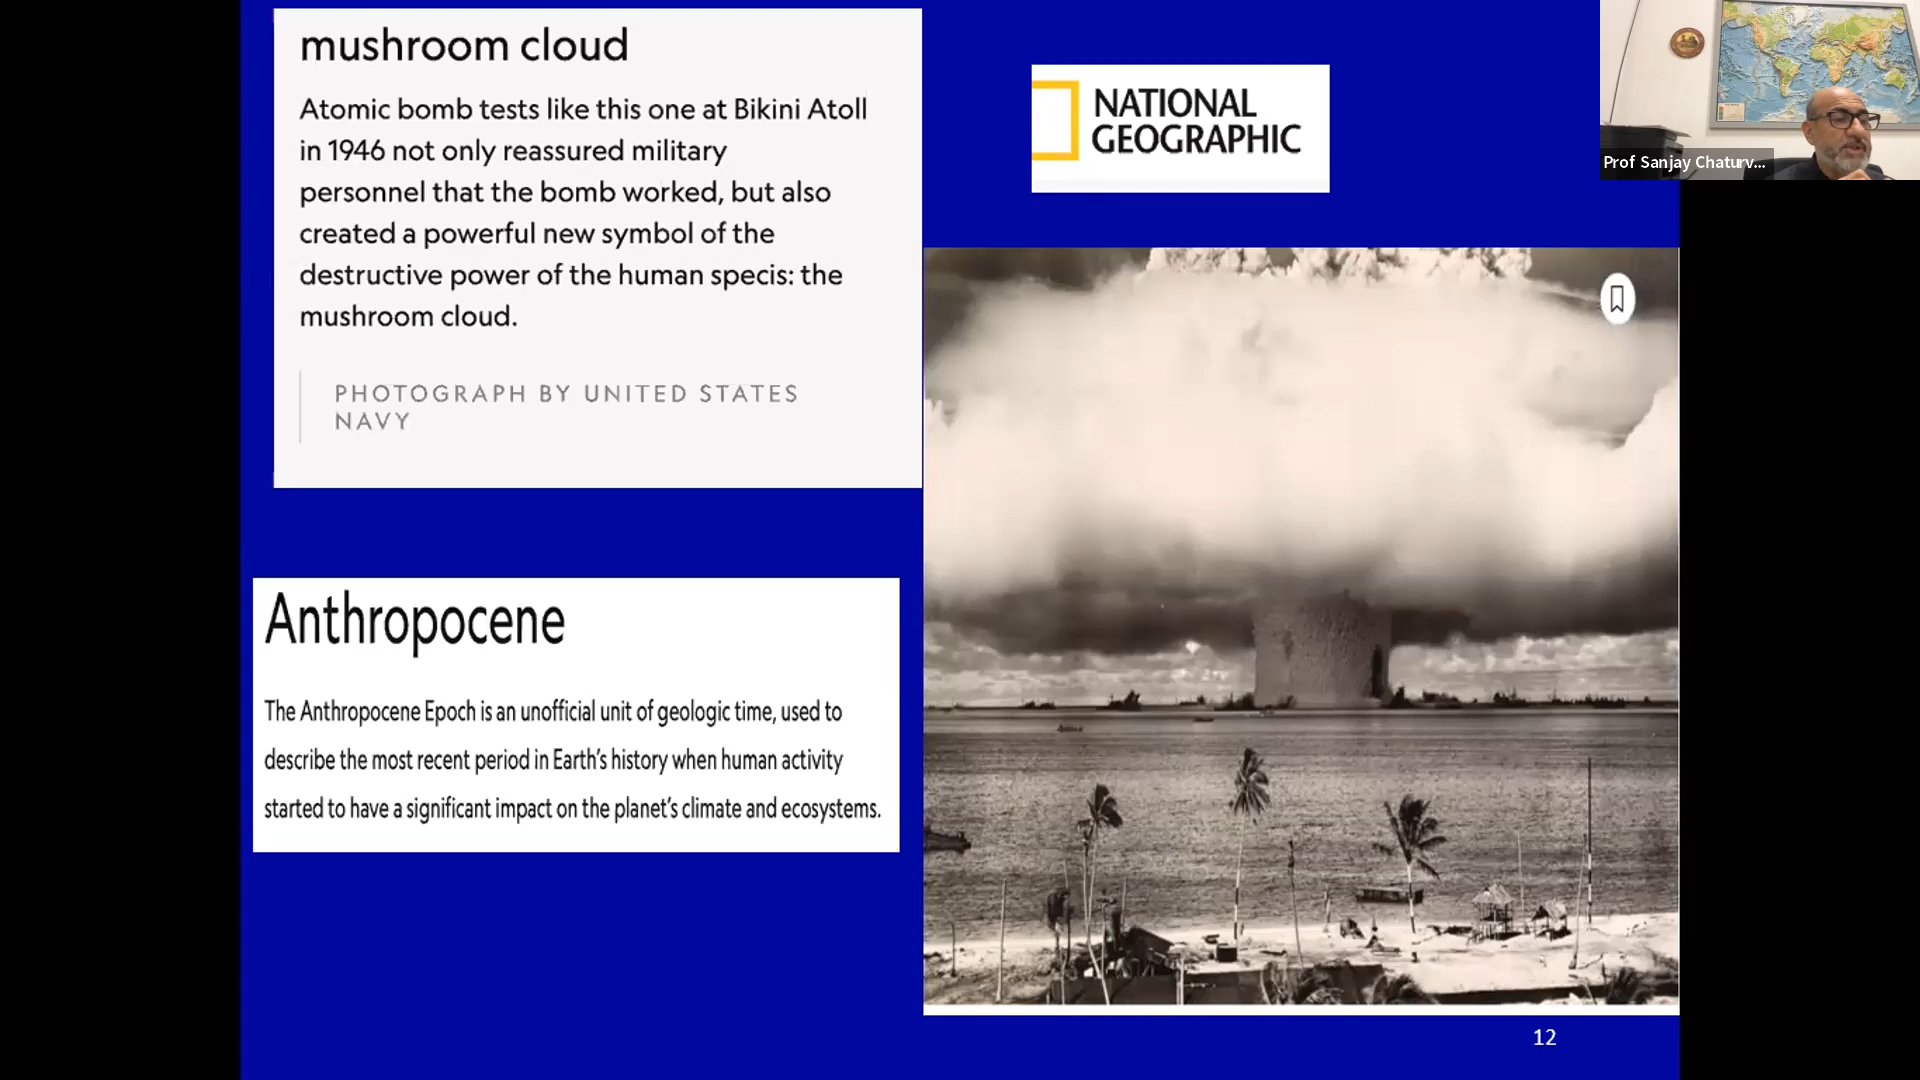 mushroom cloud
Atomic bomb tests like this one at Bikini Atoll
in 1946 not only reassured military
personnel that the bomb worked, but also
created a powerful new symbol of the
destructive power of the human specis: the
mushroom cloud.
PHOTOGRAPH BY UNITED STATES
NAVY
NATIONAL
GEOGRAPHIC
Prof Sanjay Chaturv...
Anthropocene
The Anthropocene Epoch is an unofficial unit of geologic time, used to
describe the most recent period in Earth's history when human activity
started to have a significant impact on the planet's climate and ecosystems.
12